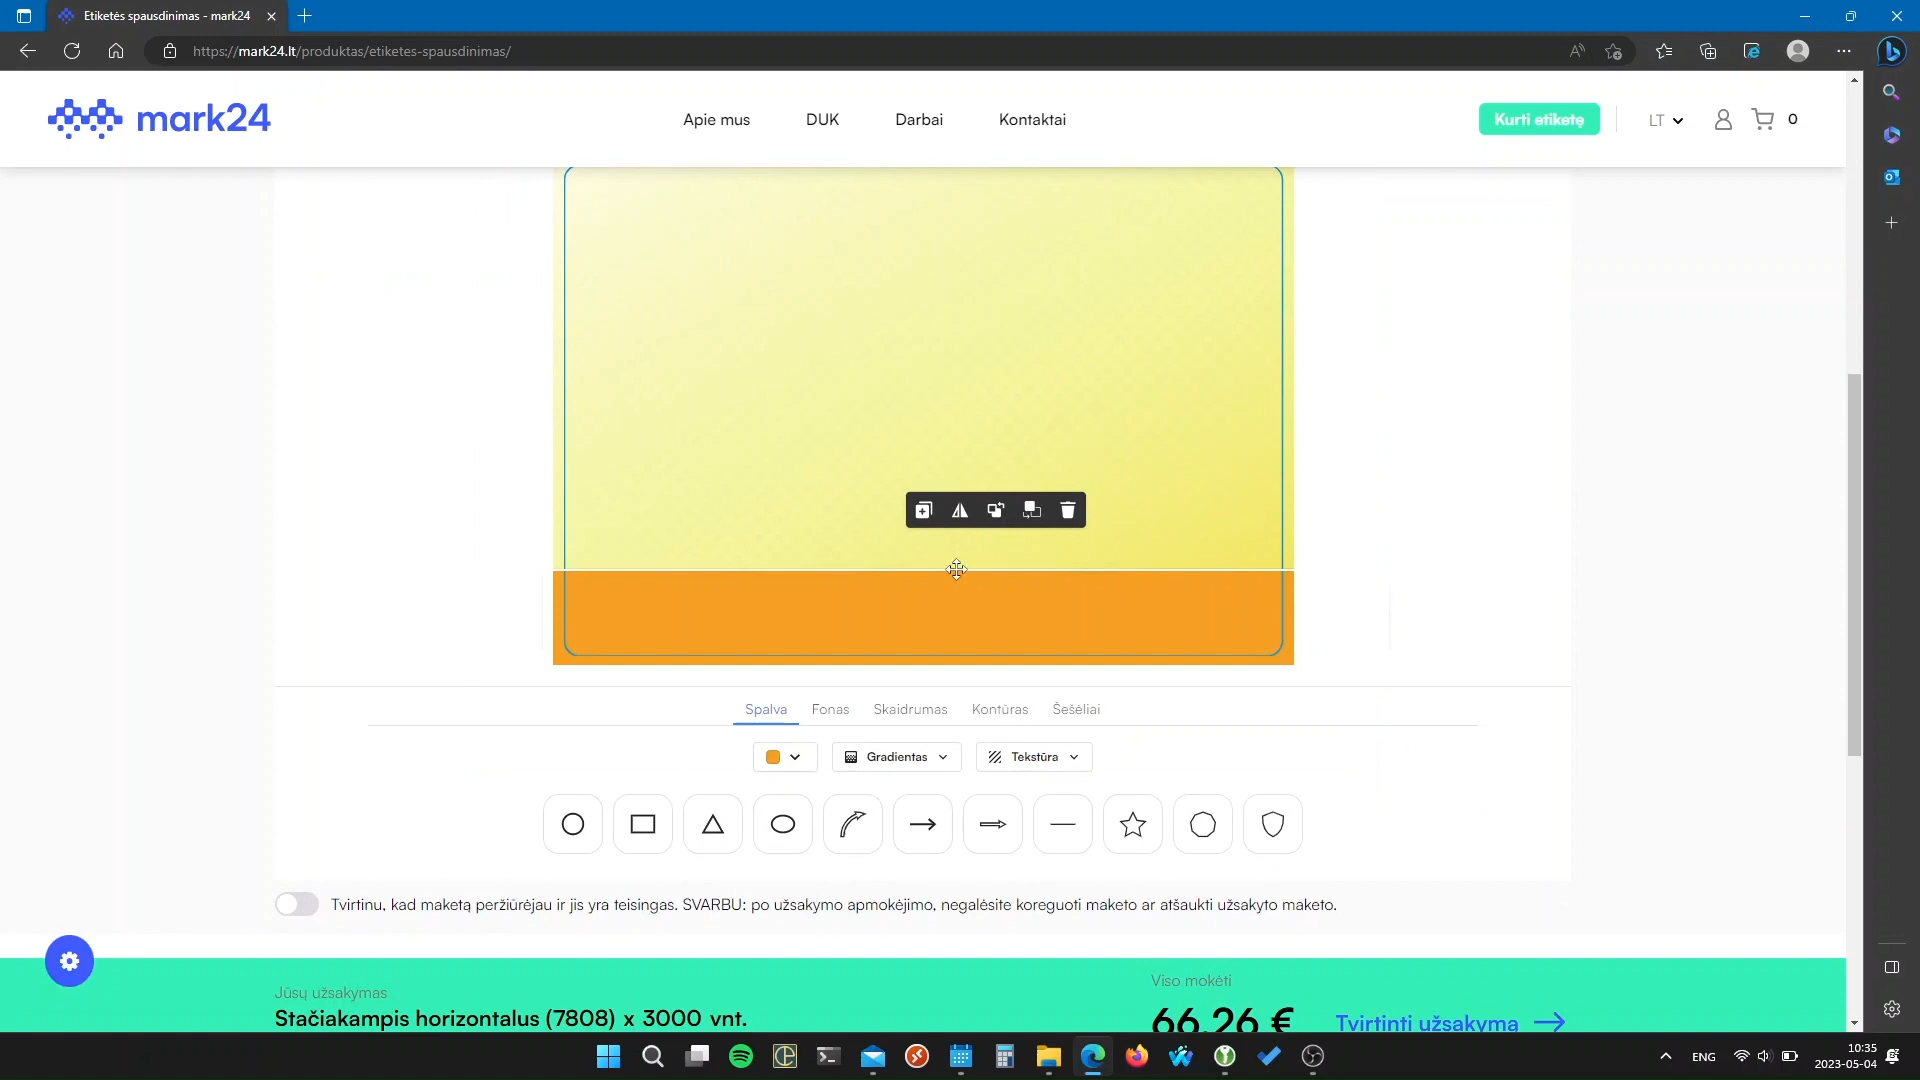 Etiketės spausdinimas - mark24
https://mark24.lt/produktas/etiketes-spausdinimas/
mark24
Apie mus
DUK
Darbai
Kontaktai
Kurti etiketę
LT
0
Spalva
Fonas
Skaidrumas
Kontūras
Šešėliai
Gradientas
Tekstūra
Tvirtinu, kad maketą peržiūrėjau ir jis yra teisingas. SVARBU: po užsakymo apmokėjimo, negalėsite koreguoti maketo ar atšaukti užsakyto maketo.
Jūsų užsakymas
Stačiakampis horizontalus (7808) x 3000 vnt.
Viso mokėti
66.26 €
Tvirtinti užsakymą
ENG
10:35
2023-05-04